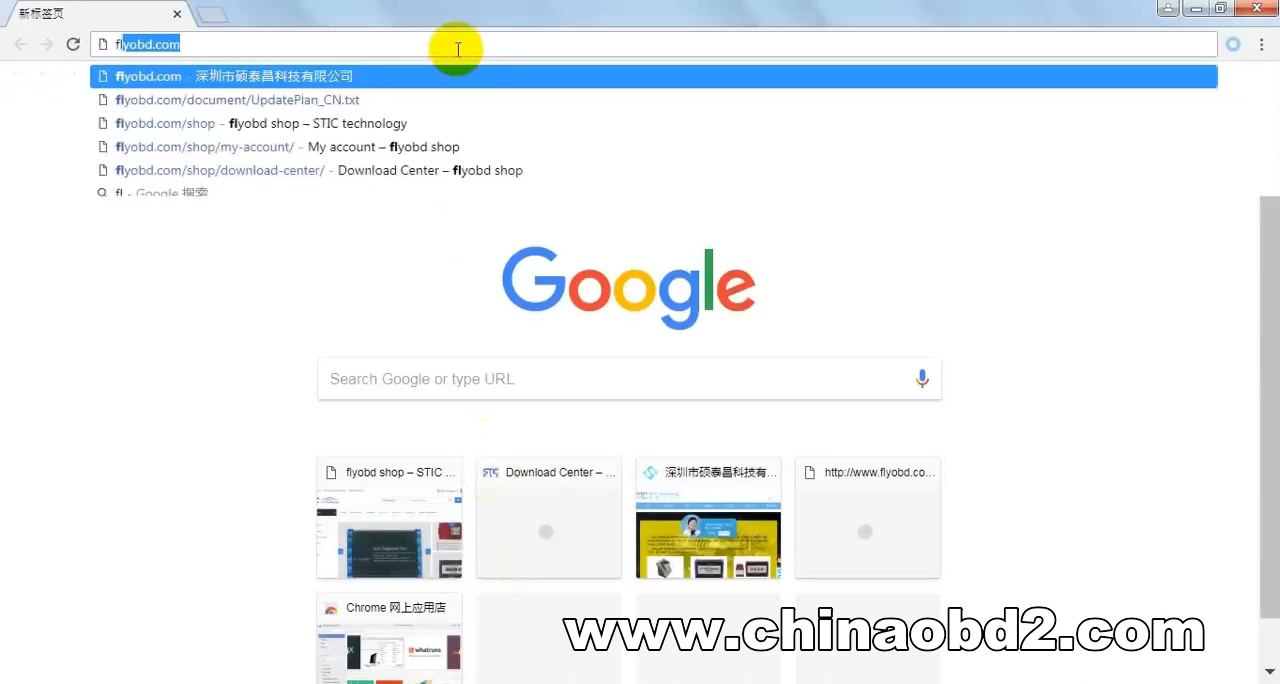 新标签页
flyobd.com
flyobd.com - 深圳市硕泰昌科技有限公司
flyobd.com/document/UpdatePlan_CN.txt
flyobd.com/shop - flyobd shop – STIC technology
flyobd.com/shop/my-account/ - My account – flyobd shop
flyobd.com/shop/download-center/ - Download Center – flyobd shop
fl - Google 搜索
Google
Search Google or type URL
flyobd shop – STIC ...
STIC Download Center – ...
深圳市硕泰昌科技有...
http://www.flyobd.co...
Chrome 网上应用店
whatruns
www.chinaobd2.com